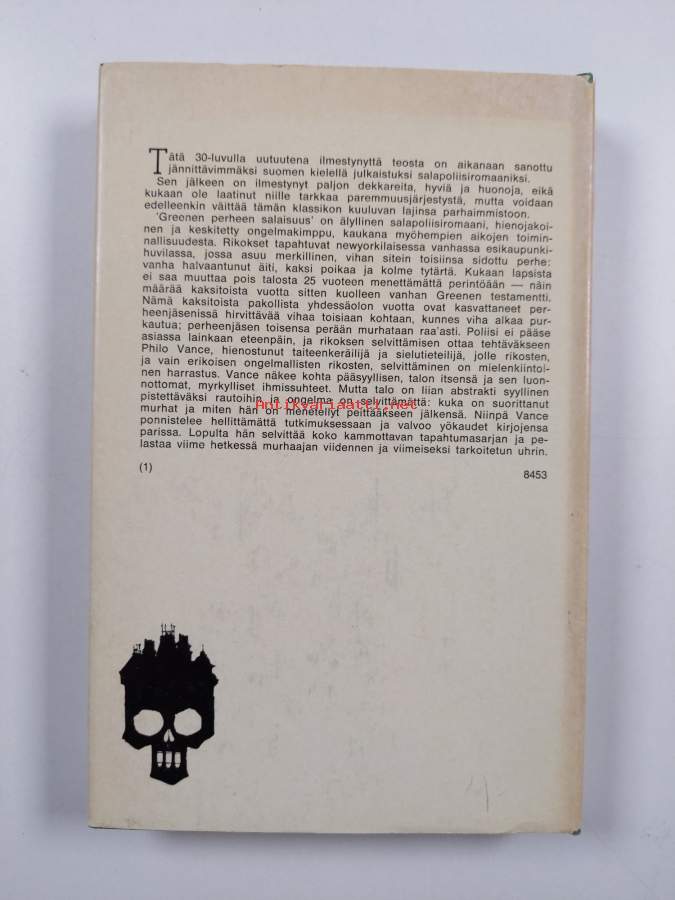 Tätä 30-luvulla uutuutena ilmestynyttä teosta on aikanaan sanottu
jännittävimmäksi suomen kielellä julkaistuksi salapoliisiromaaniksi.
Sen jälkeen on ilmestynyt paljon dekkareita, hyviä ja huonoja, eikä
kukaan ole laatinut niille tarkkaa paremmuusjärjestystä, mutta voidaan
edelleenkin väittää tämän klassikon kuuluvan lajinsa parhaimmistoon.
'Greenen perheen salaisuus' on älyllinen salapoliisiromaani, hienojakoi-
nen ja keskitetty ongelmakimppu, kaukana myöhempien aikojen toimin-
nallisuudesta. Rikokset tapahtuvat newyorkilaisessa vanhassa esikaupunki-
huvilassa, jossa asuu merkillinen, vihan sitein toisiinsa sidottu perhe:
vanha halvaantunut äiti, kaksi poikaa ja kolme tytärtä. Kukaan lapsista
ei saa muuttaa pois talosta 25 vuoteen menettämättä perintöään — näin
määrää kaksitoista vuotta sitten kuolleen vanhan Greenen testamentti.
Nämä kaksitoista pakollista yhdessäolon vuotta ovat kasvattaneet per-
heenjäsenissä hirvittävää vihaa toisiaan kohtaan, kunnes viha alkaa pur-
kautua; perheenjäsen toisensa perään murhataan raa'asti. Poliisi ei pääse
asiassa lainkaan eteenpäin, ja rikoksen selvittämisen ottaa tehtäväkseen
Philo Vance, hienostunut taiteenkeräilijä ja sielutieteilijä, jolle rikosten,
ja vain erikoisen ongelmallisten rikosten, selvittäminen on mielenkiintoi-
nen harrastus. Vance näkee kohta pääsyyllisen, talon itsensä ja sen luon-
nottomat, myrkylliset ihmissuhteet. Mutta talo on liian abstrakti syyllinen
pistettäväksi rautoihin, ja ongelma on selvittämättä: kuka on suorittanut
Antikvariaatti.net
murhat ja miten hän on menetellyt peittääkseen jälkensä. Niinpä Vance
ponnistelee hellittämättä tutkimuksessaan ja valvoo yökaudet kirjojensa
parissa. Lopulta hän selvittää koko kammottavan tapahtumasarjan ja pe-
lastaa viime hetkessä murhaajan viidennen ja viimeiseksi tarkoitetun uhrin.
(1) 8453